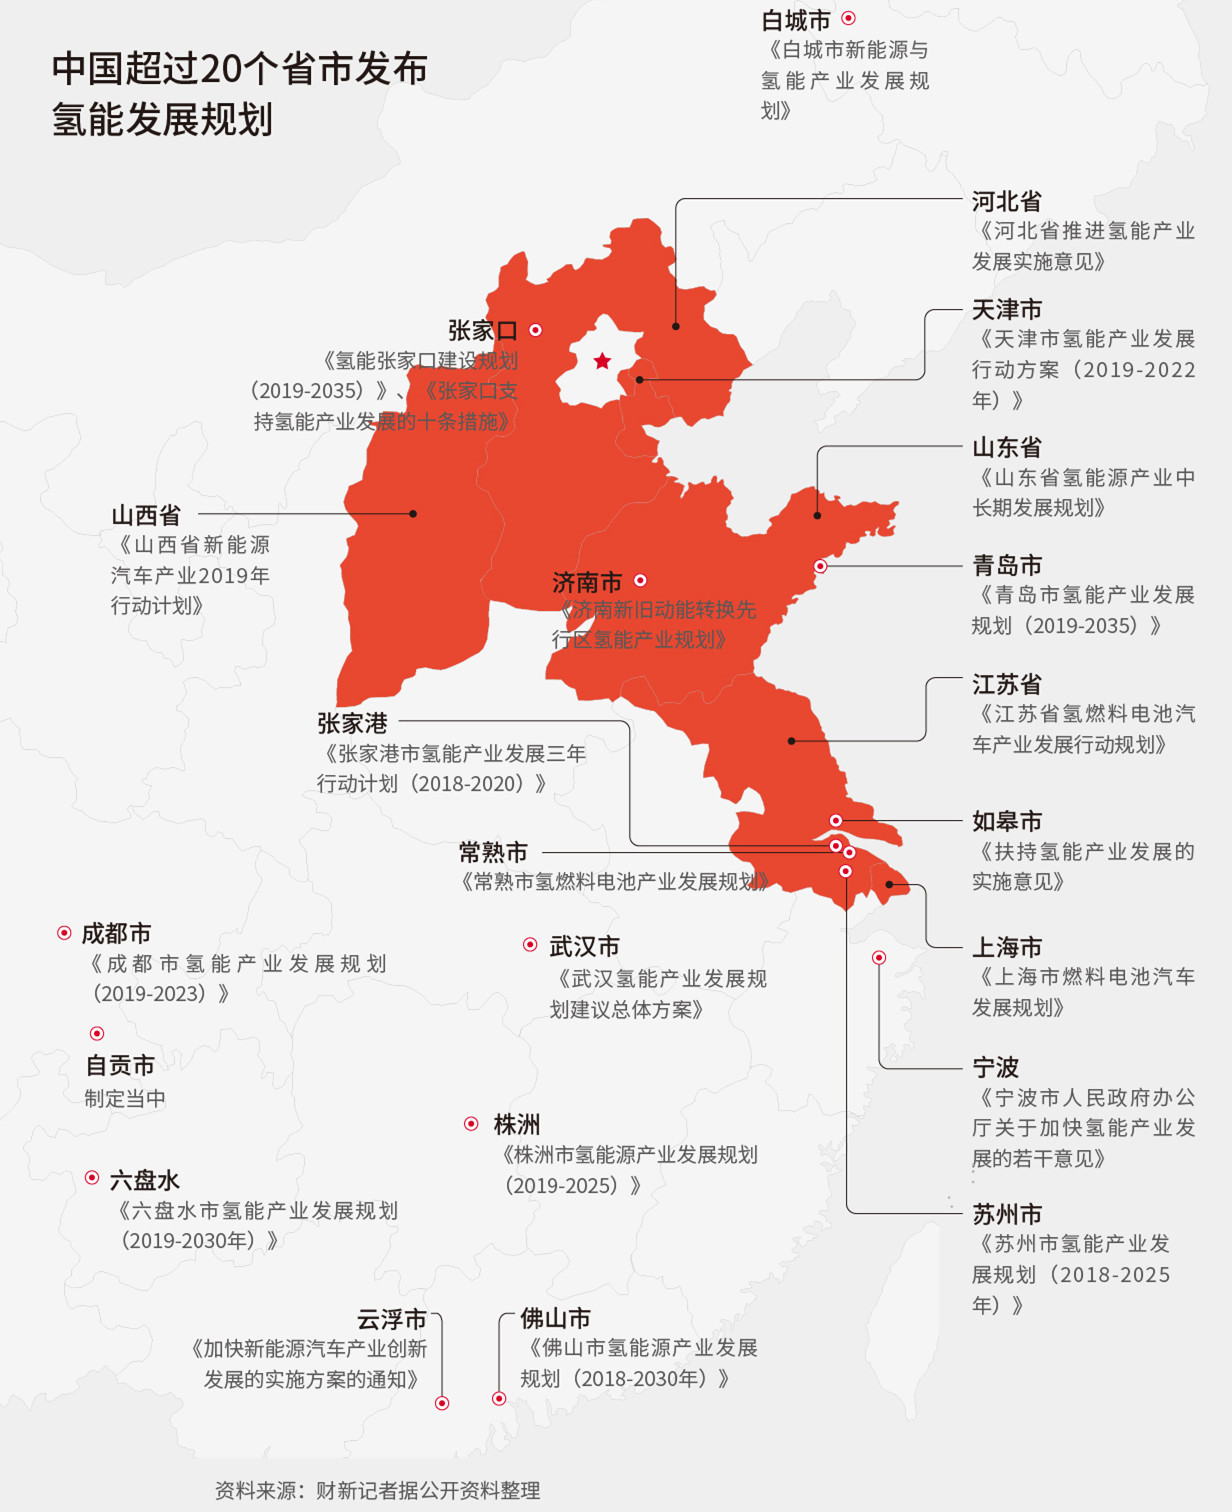 中国超过20个省市发布
氢能发展规划
白城市
《白城市新能源与
氢能产业发展规
划》
河北省
《河北省推进氢能产业
发展实施意见》
天津市
《天津市氢能产业发展
行动方案（2019-2022
年）》
张家口
《氢能张家口建设规划
（2019-2035）》、《张家口支
持氢能产业发展的十条措施》
山东省
《山东省氢能源产业中
长期发展规划》
山西省
《山西省新能源
汽车产业2019年
行动计划》
青岛市
《青岛市氢能产业发展
规划（2019-2035）》
济南市
《济南新旧动能转换先
行区氢能产业规划》
江苏省
《江苏省氢燃料电池汽
车产业发展行动规划》
张家港
《张家港市氢能产业发展三年
行动计划（2018-2020）》
如皋市
《扶持氢能产业发展的
实施意见》
常熟市
《常熟市氢燃料电池产业发展规划》
成都市
《成都市氢能产业发展规划
（2019-2023）》
武汉市
《武汉氢能产业发展规
划建议总体方案》
上海市
《上海市燃料电池汽车
发展规划》
自贡市
制定当中
宁波
《宁波市人民政府办公
厅关于加快氢能产业发
展的若干意见》
株洲
《株洲市氢能源产业发展规划
（2019-2025）》
六盘水
《六盘水市氢能产业发展规划
（2019-2030年）》
苏州市
《苏州市氢能产业发
展规划（2018-2025
年）》
云浮市
《加快新能源汽车产业创新
发展的实施方案的通知》
佛山市
《佛山市氢能源产业发展
规划（2018-2030年）》
资料来源：财新记者据公开资料整理